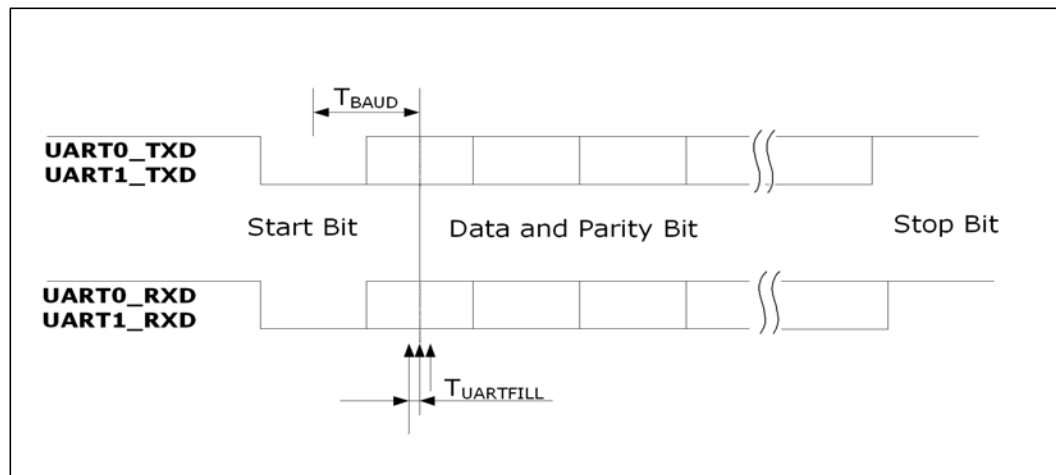 TBAUD
UART0_TXD
UART1_TXD
Start Bit
Data and Parity Bit
Stop Bit
UART0_RXD
UART1_RXD
TUARTFILL